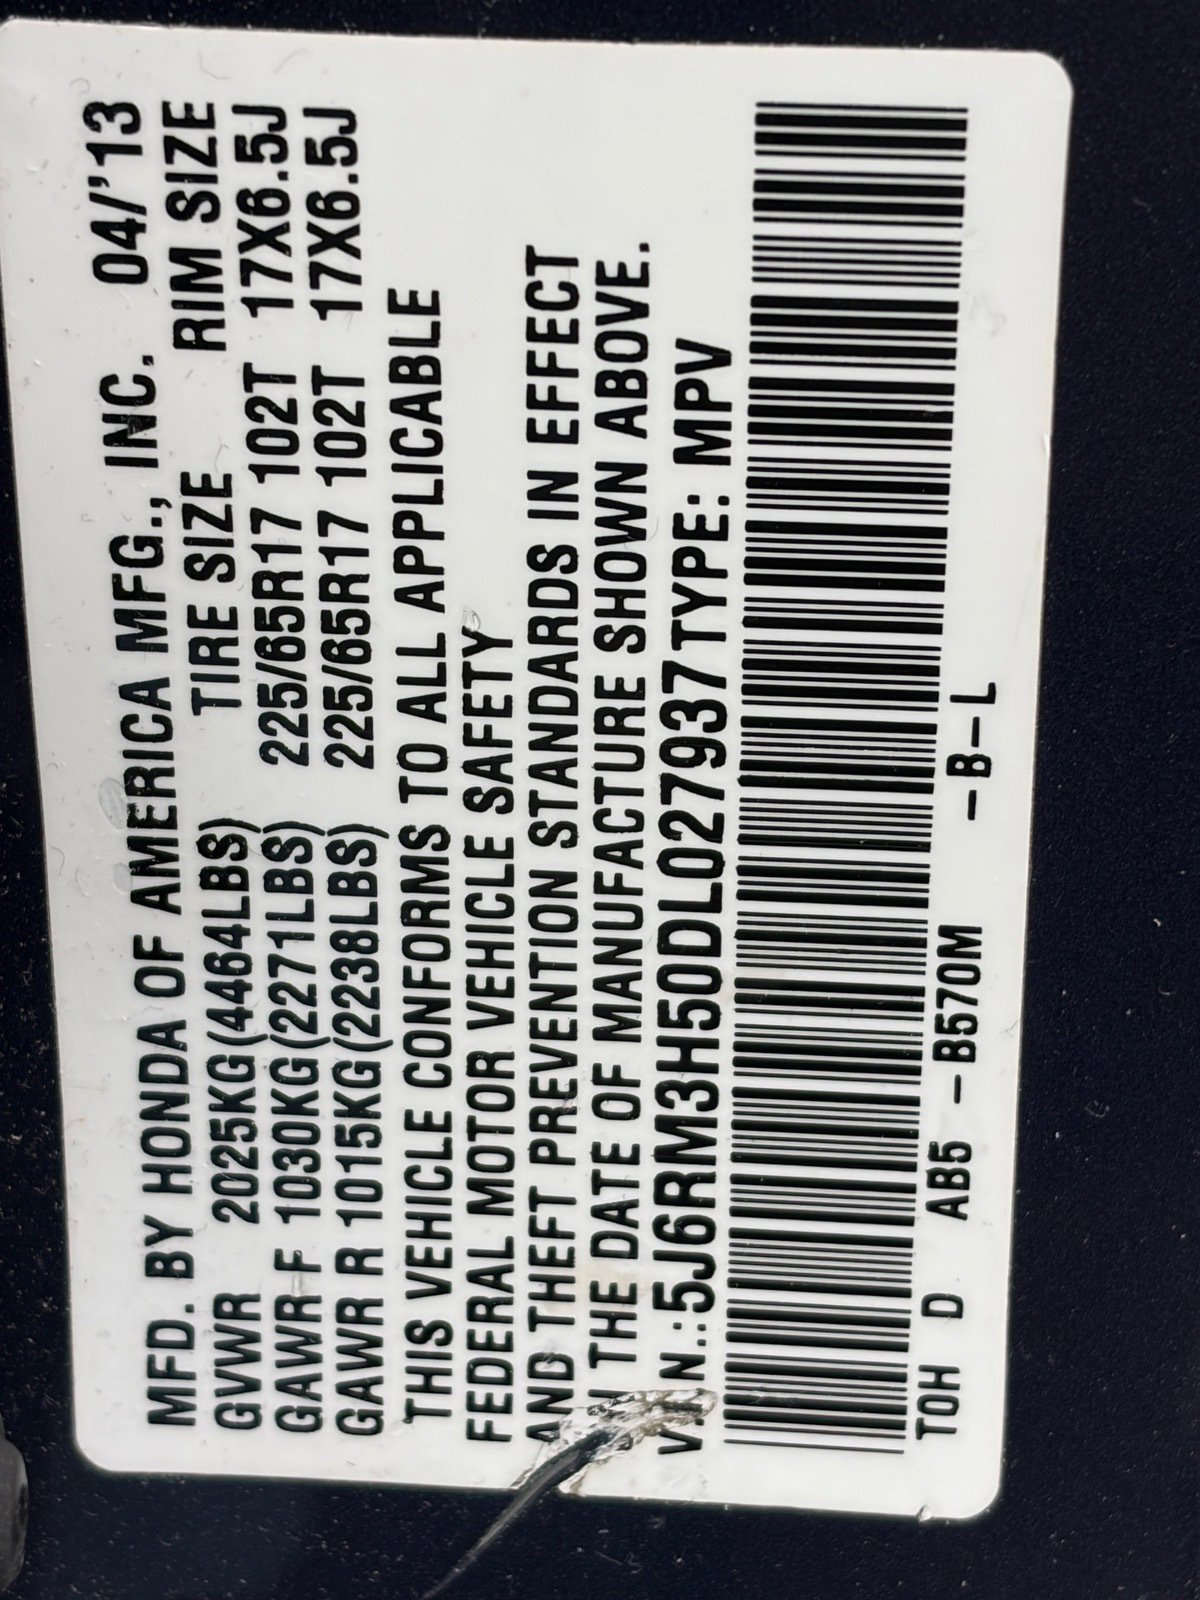 MFD. BY HONDA OF AMERICA MFG., INC. 04/'13
TIRE SIZE RIM SIZE
GVWR 2025KG(4464LBS)
GAWR F 1030KG(2271LBS) 225/65R17 102T 17X6.5J
GAWR R 1015KG(2238LBS) 225/65R17 102T 17X6.5J
THIS VEHICLE CONFORMS TO ALL APPLICABLE
FEDERAL MOTOR VEHICLE SAFETY
AND THEFT PREVENTION STANDARDS IN EFFECT
IN THE DATE OF MANUFACTURE SHOWN ABOVE.
V.I.N.:5J6RM3H50DL027937TYPE: MPV
TOH D AB5 -B570M -B-L